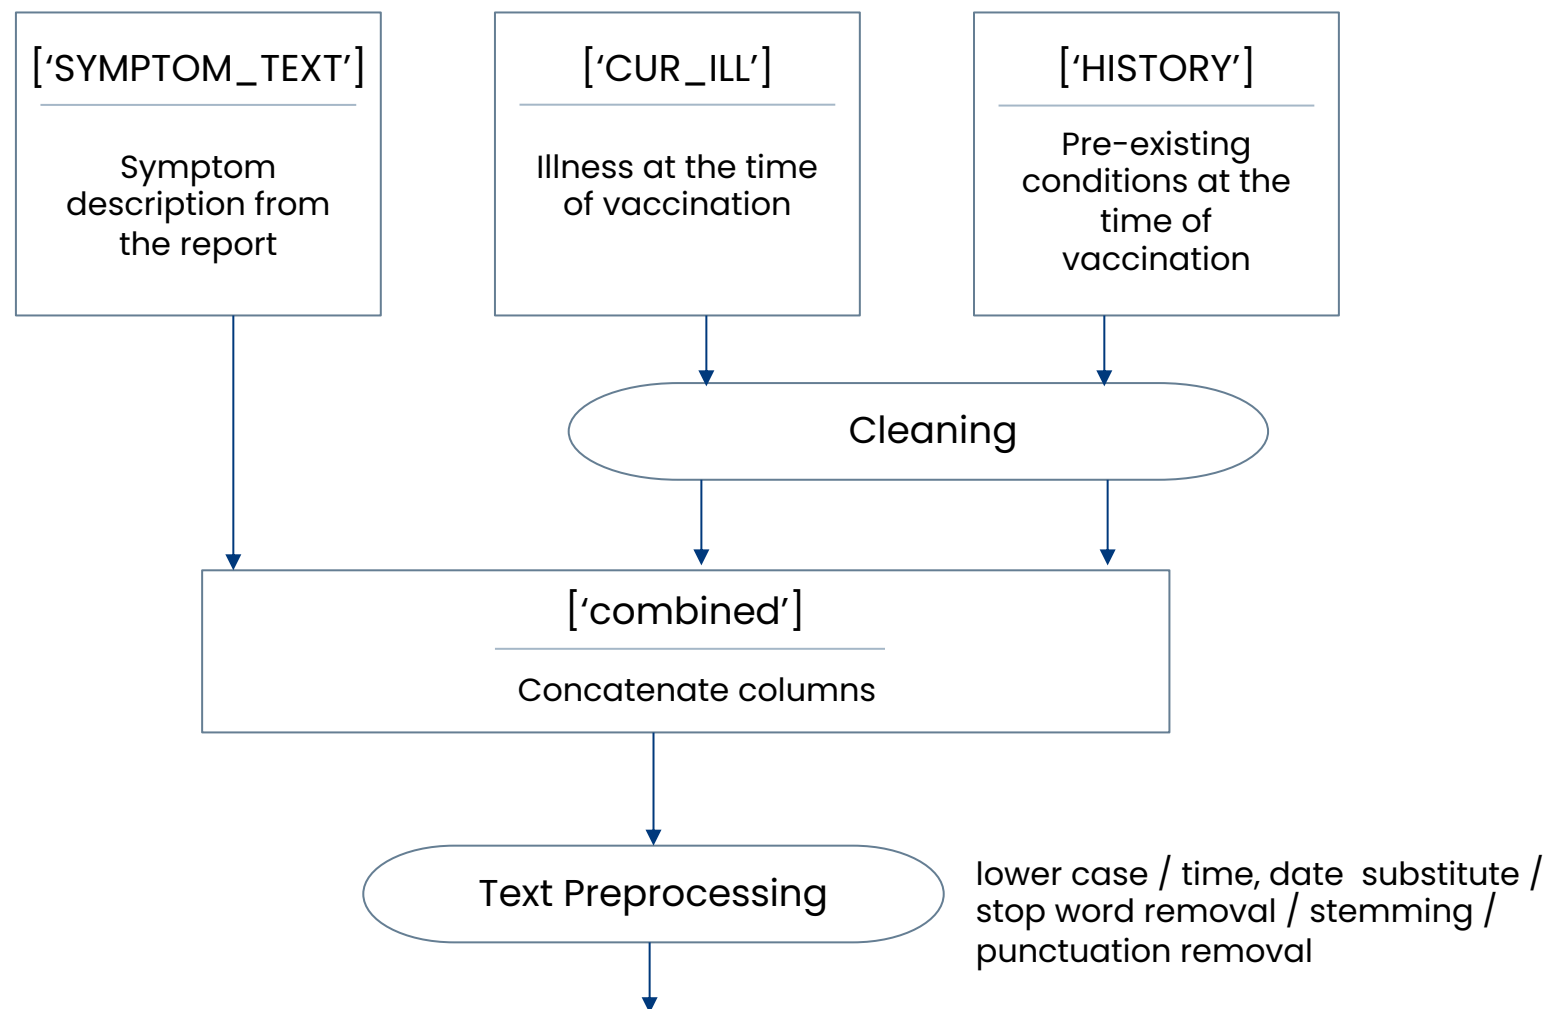 [‘SYMPTOM_TEXT’]
Symptom
description from
the report
[‘CUR_ILL’]
Illness at the time
of vaccination
[‘HISTORY’]
Pre-existing
conditions at the
time of
vaccination
Cleaning
[‘combined’]
Concatenate columns
Text Preprocessing
lower case / time, date  substitute /
stop word removal / stemming /
punctuation removal